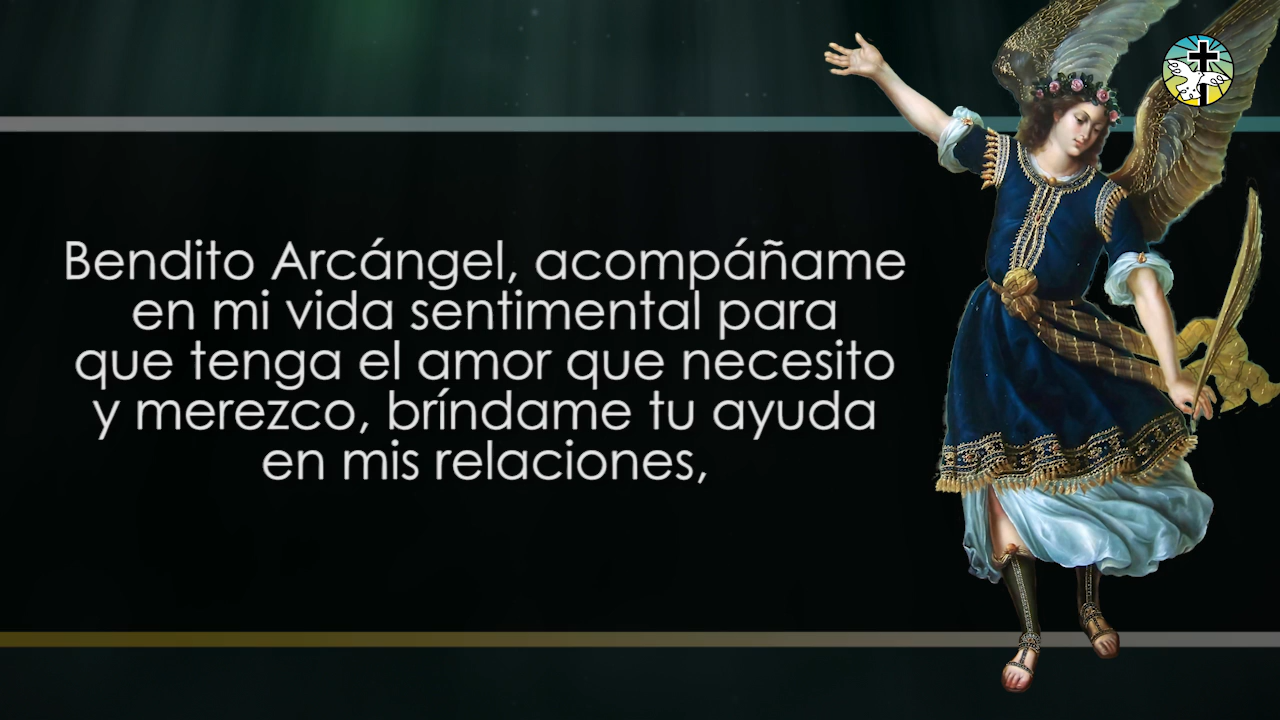 Bendito Arcángel, acompáñame
en mi vida sentimental para
que tenga el amor que necesito
y merezco, bríndame tu ayuda
en mis relaciones,